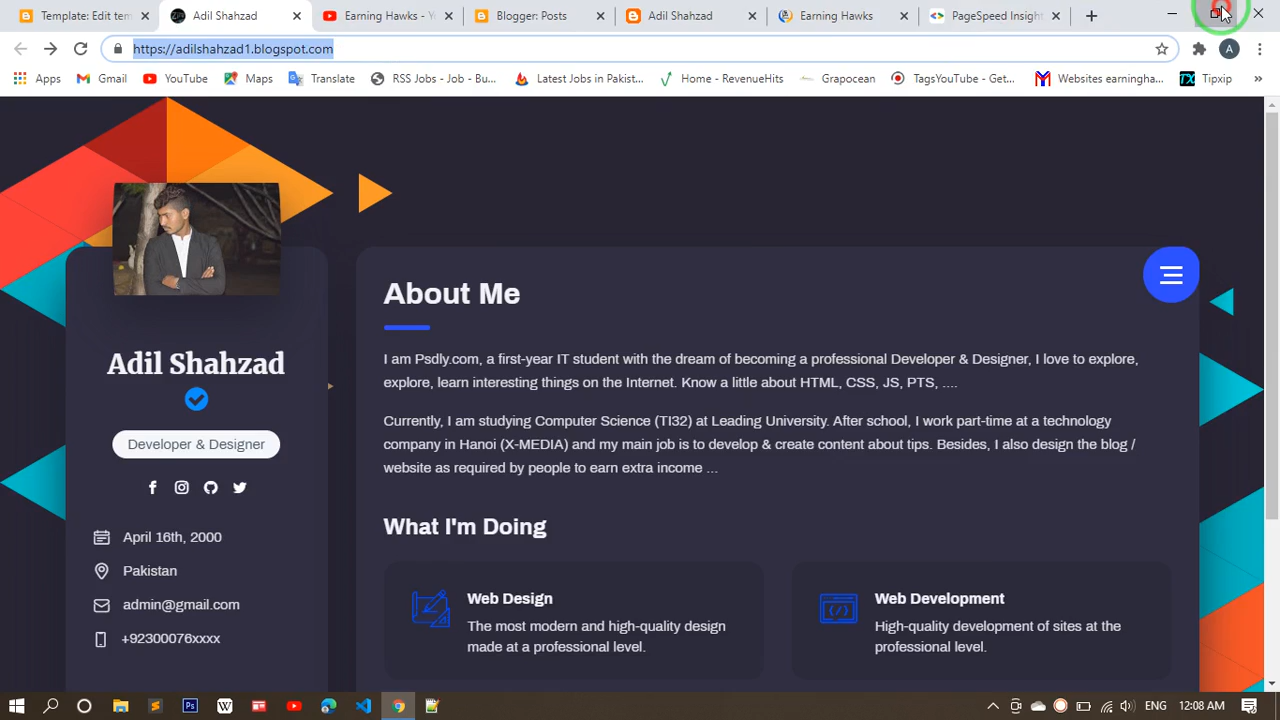 Template: Edit tem
Adil Shahzad
Earning Hawks - Y
Blogger: Posts
Adil Shahzad
Earning Hawks
PageSpeed Insight
https://adilshahzad1.blogspot.com
A
Apps
Gmail
YouTube
Maps
Translate
RSS Jobs - Job - Bu...
Latest Jobs in Pakist...
Home - RevenueHits
Grapocean
TagsYouTube - Get...
Websites earningha...
TX
Tipxip
»
Adil Shahzad
Developer & Designer
April 16th, 2000
Pakistan
admin@gmail.com
+92300076xxxx
About Me
I am Psdly.com, a first-year IT student with the dream of becoming a professional Developer & Designer, I love to explore,
explore, learn interesting things on the Internet. Know a little about HTML, CSS, JS, PTS, ....
Currently, I am studying Computer Science (TI32) at Leading University. After school, I work part-time at a technology
company in Hanoi (X-MEDIA) and my main job is to develop & create content about tips. Besides, I also design the blog /
website as required by people to earn extra income ...
What I'm Doing
Web Design
The most modern and high-quality design
made at a professional level.
Web Development
High-quality development of sites at the
professional level.
ENG
12:08 AM